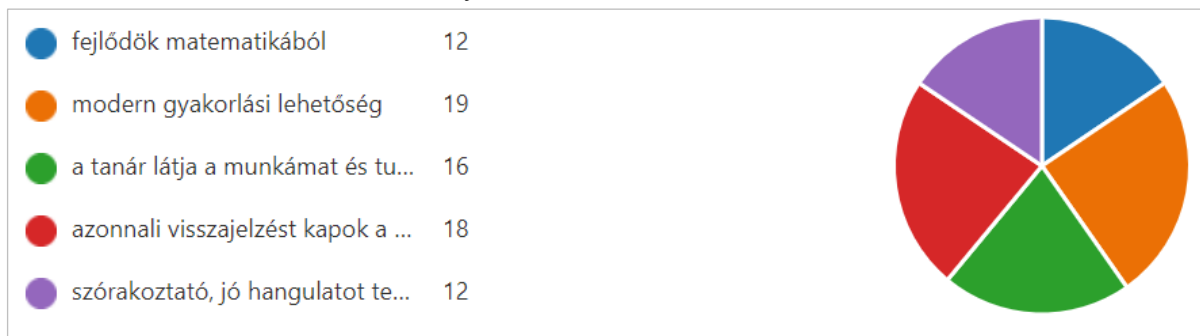 fejlődök matematikából 12
modern gyakorlási lehetőség 19
a tanár látja a munkámat és tu... 16
azonnali visszajelzést kapok a ... 18
szórakoztató, jó hangulatot te... 12